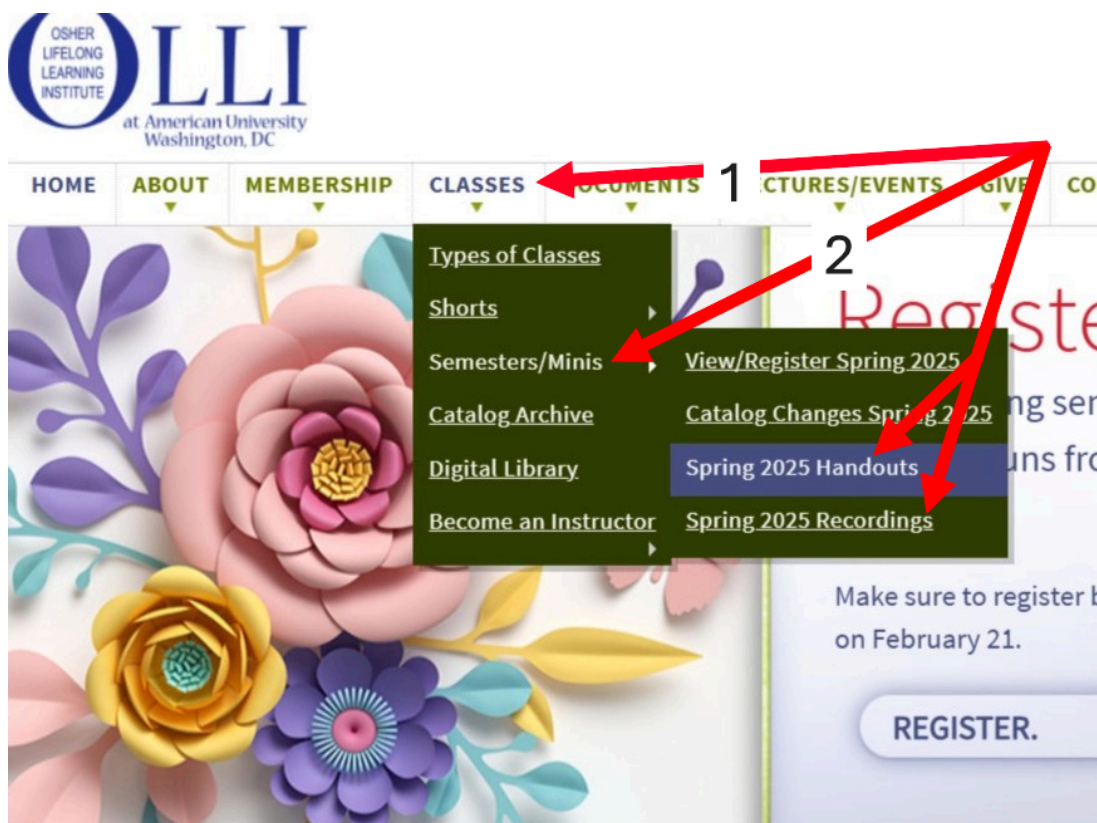 OSHER
LIFELONG
LEARNING
INSTITUTE
OLLI
at American University
Washington, DC
HOME ABOUT MEMBERSHIP CLASSES 1 GIVE
Types of Classes
Shorts
Semesters/Minis
Catalog Archive
Digital Library
Become an Instructor
2
View/Register Spring 2025
Catalog Changes Spring 2025
Spring 2025 Handouts
Spring 2025 Recordings
Make sure to register
on February 21.
REGISTER.